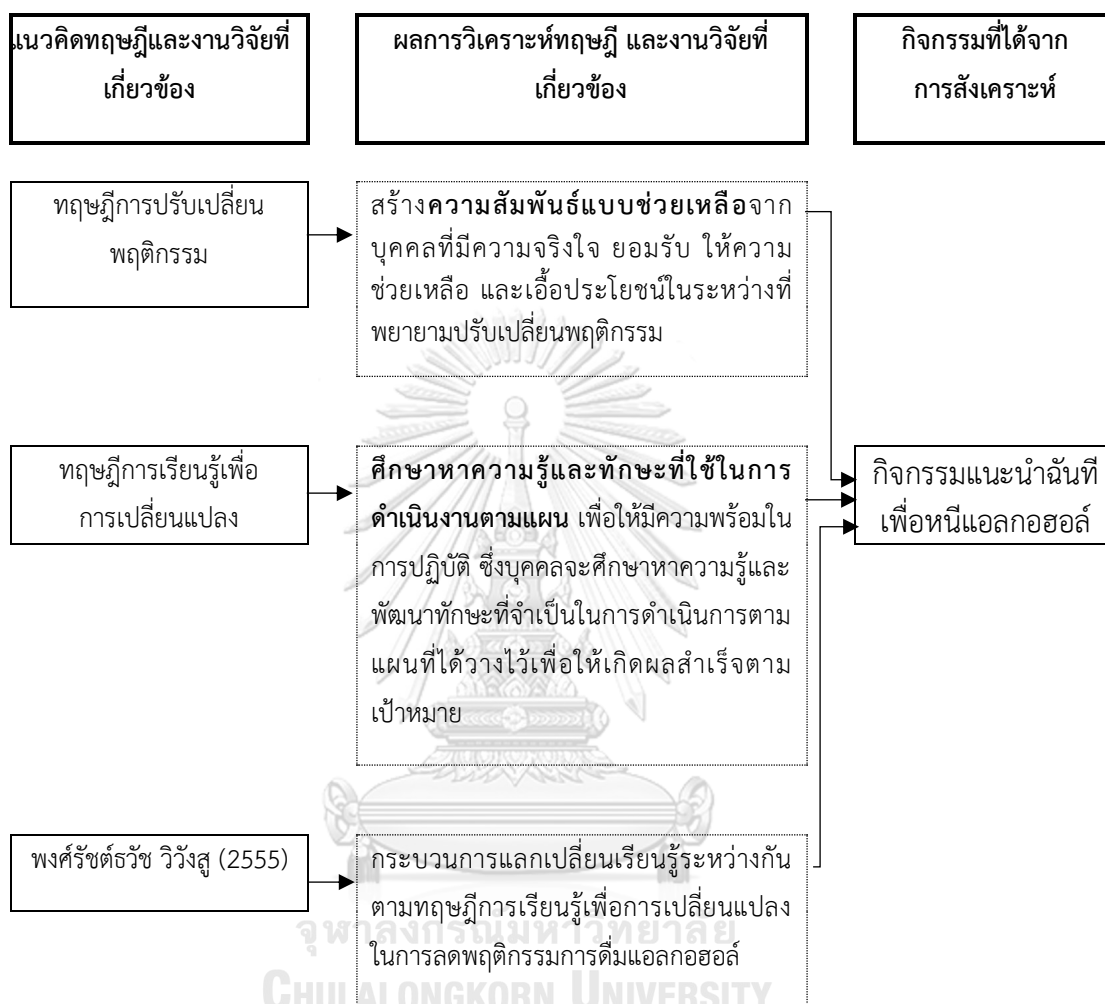 แนวคิดทฤษฎีและงานวิจัยที่
เกี่ยวข้อง
ผลการวิเคราะห์ทฤษฎี และงานวิจัยที่
เกี่ยวข้อง
กิจกรรมที่ได้จาก
การสังเคราะห์
ทฤษฎีการปรับเปลี่ยน
พฤติกรรม
สร้างความสัมพันธ์แบบช่วยเหลือจาก
บุคคลที่มีความจริงใจ ยอมรับ ให้ความ
ช่วยเหลือ และเอื้อประโยชน์ในระหว่างที่
พยายามปรับเปลี่ยนพฤติกรรม
ทฤษฎีการเรียนรู้เพื่อ
การเปลี่ยนแปลง
ศึกษาหาความรู้และทักษะที่ใช้ในการ
ดำเนินงานตามแผน เพื่อให้มีความพร้อมใน
การปฏิบัติ ซึ่งบุคคลจะศึกษาหาความรู้และ
พัฒนาทักษะที่จำเป็นในการดำเนินการตาม
แผนที่ได้วางไว้เพื่อให้เกิดผลสำเร็จตาม
เป้าหมาย
กิจกรรมแนะนำฉันที
เพื่อหนีแอลกอฮอล์
พงศ์รัชต์ธวัช วิวังสู (2555)
กระบวนการแลกเปลี่ยนเรียนรู้ระหว่างกัน
ตามทฤษฎีการเรียนรู้เพื่อการเปลี่ยนแปลง
ในการลดพฤติกรรมการดื่มแอลกอฮอล์
จุฬาลงกรณ์มหาวิทยาลัย
CHULALONGKORN UNIVERSITY